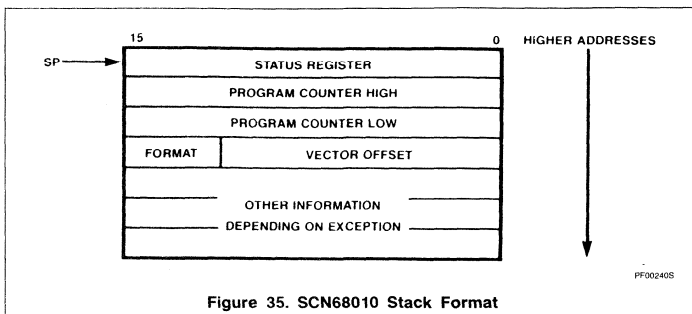 15 0 HIGHER ADDRESSES
SP
STATUS REGISTER
PROGRAM COUNTER HIGH
PROGRAM COUNTER LOW
FORMAT VECTOR OFFSET
OTHER INFORMATION
DEPENDING ON EXCEPTION
PF00240S
Figure 35. SCN68010 Stack Format